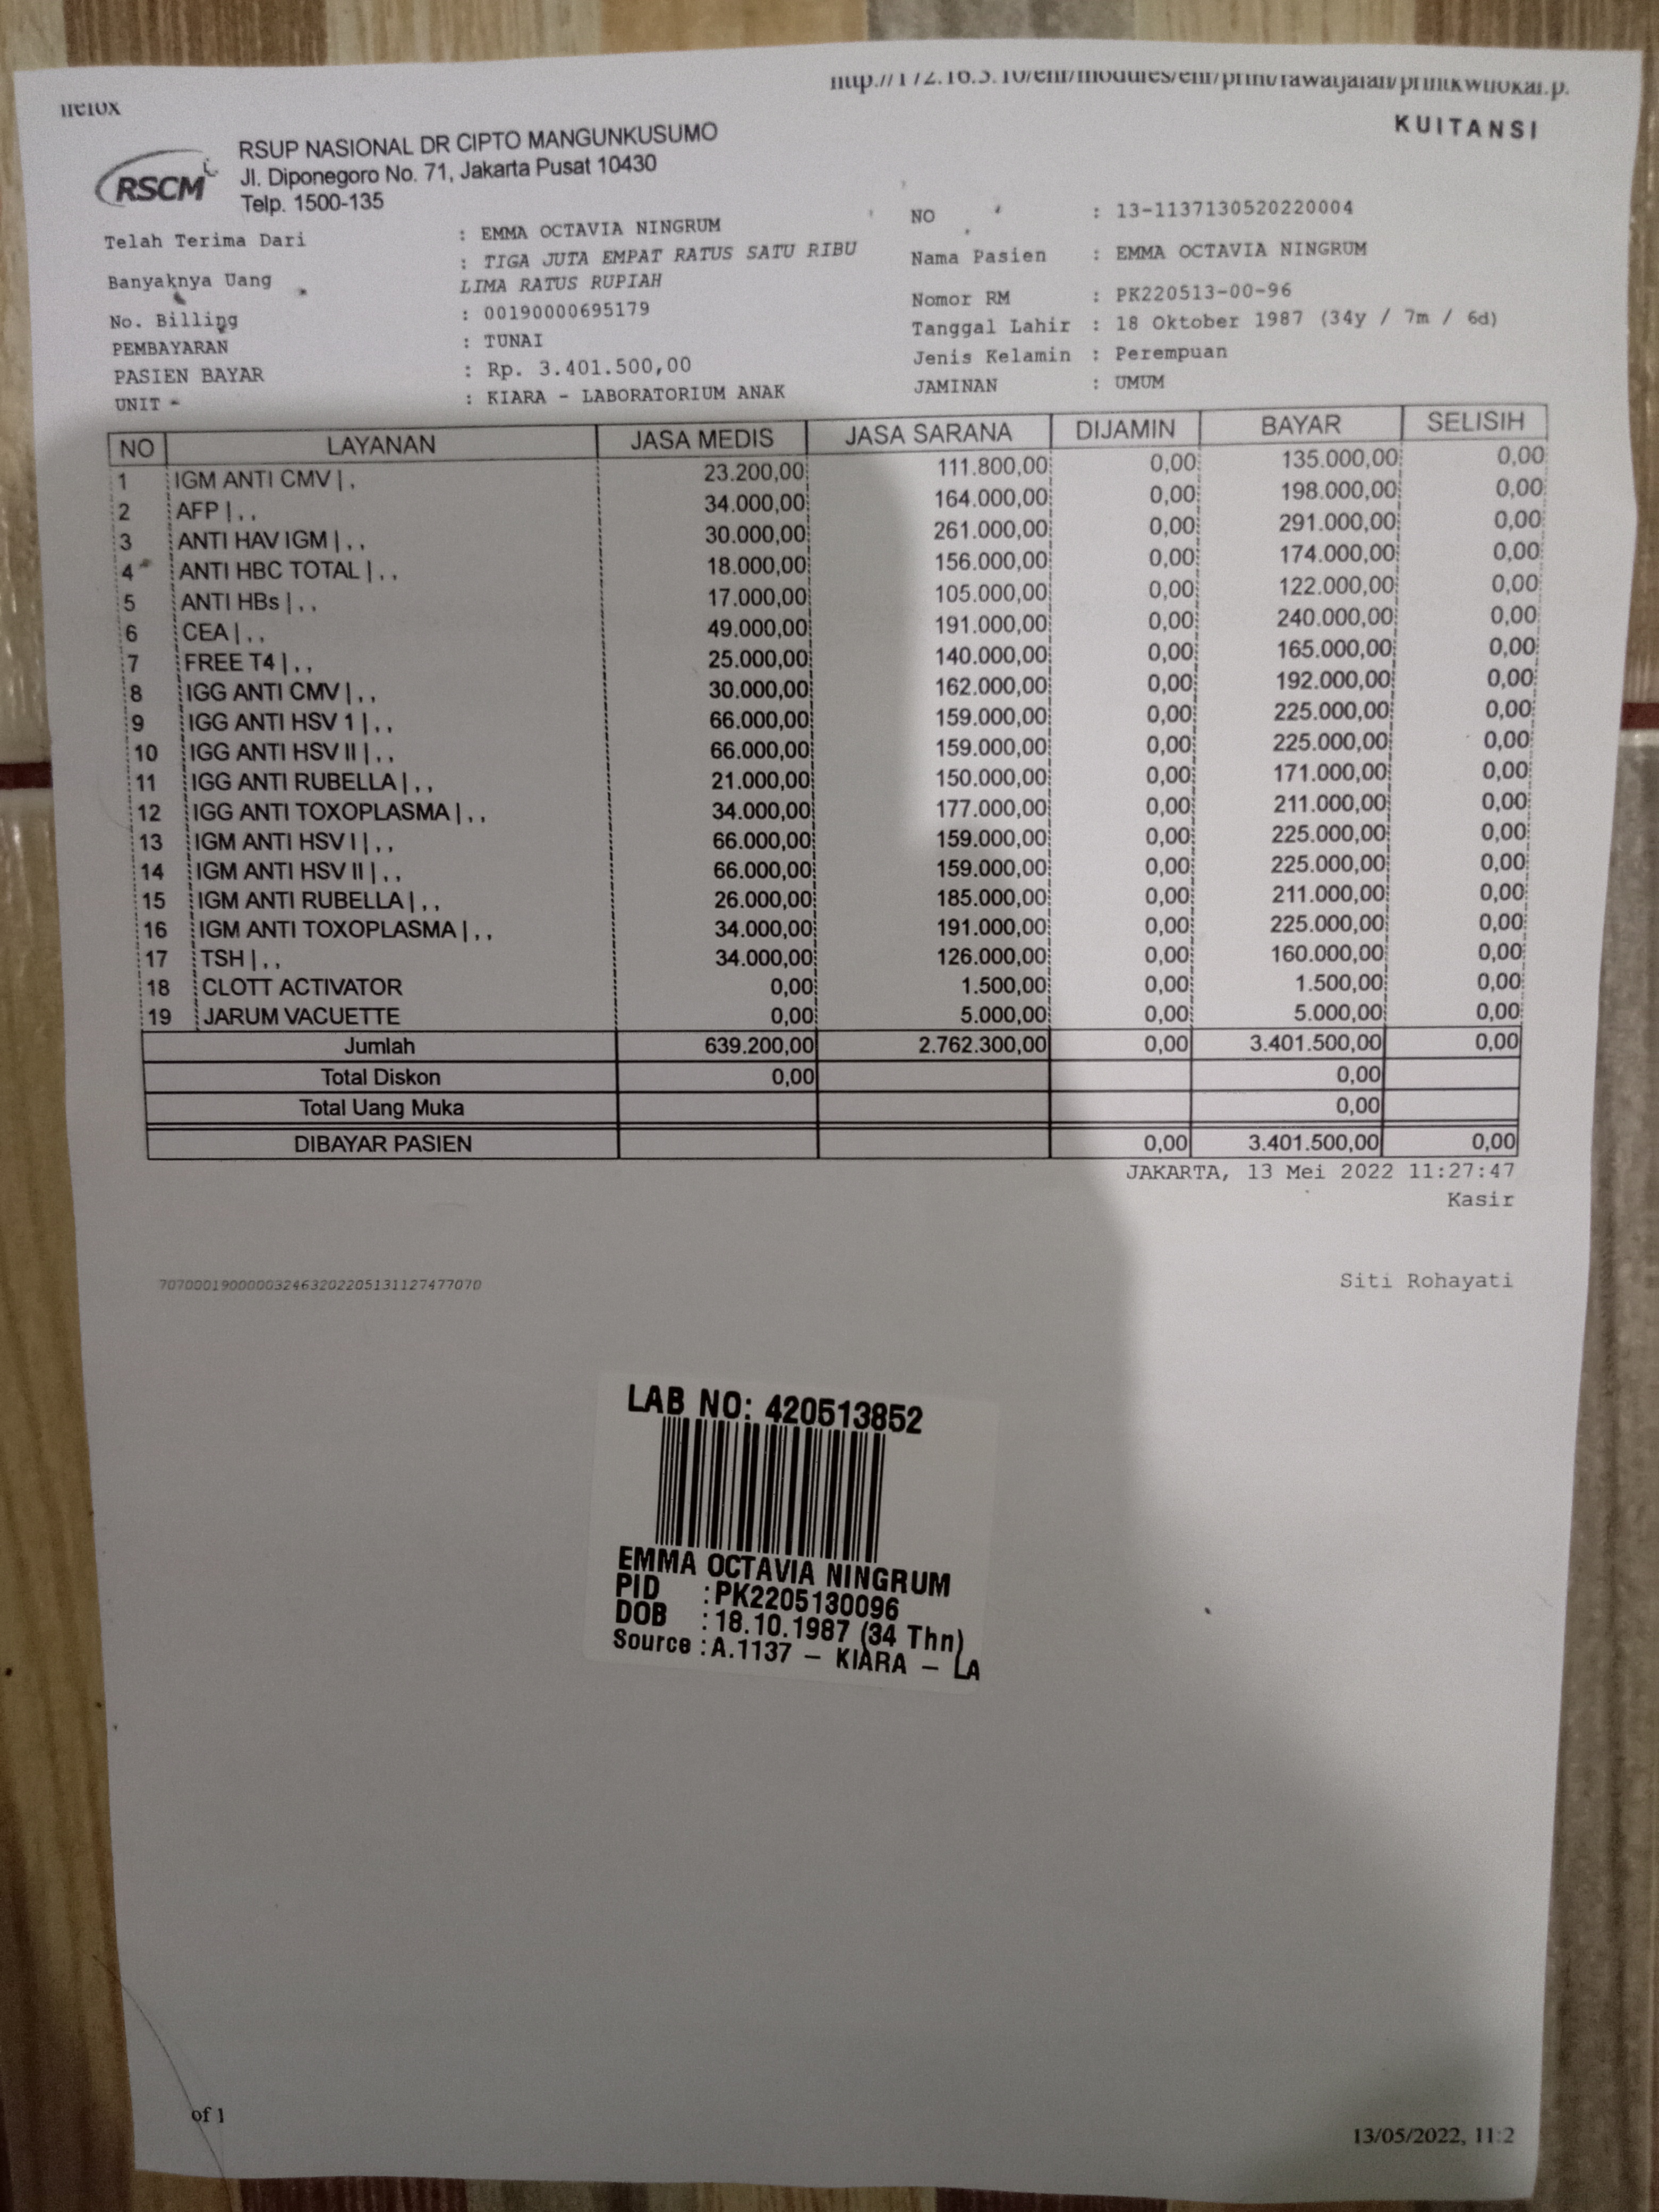 http://172.16.3.10/ehr/modules/ehr/print/rawatjalan/
KUITANSI
RSCM
RSUP NASIONAL DR CIPTO MANGUNKUSUMO
Jl. Diponegoro No. 71, Jakarta Pusat 10430
Telp. 1500-135
Telah Terima Dari : EMMA OCTAVIA NINGRUM
Banyaknya Uang : TIGA JUTA EMPAT RATUS SATU RIBU
LIMA RATUS RUPIAH
No. Billing : 00190000695179
PEMBAYARAN : TUNAI
PASIEN BAYAR : Rp. 3.401.500,00
UNIT : KIARA - LABORATORIUM ANAK
NO : 13-1137130520220004
Nama Pasien : EMMA OCTAVIA NINGRUM
Nomor RM : PK220513-00-96
Tanggal Lahir : 18 Oktober 1987 (34y / 7m / 6d)
Jenis Kelamin : Perempuan
JAMINAN : UMUM
NO LAYANAN JASA MEDIS JASA SARANA DIJAMIN BAYAR SELISIH
1 IGM ANTI CMV | , 23.200,00 111.800,00 0,00 135.000,00 0,00
2 AFP | , , 34.000,00 164.000,00 0,00 198.000,00 0,00
3 ANTI HAV IGM | , , 30.000,00 261.000,00 0,00 291.000,00 0,00
4 ANTI HBC TOTAL | , , 18.000,00 156.000,00 0,00 174.000,00 0,00
5 ANTI HBs | , , 17.000,00 105.000,00 0,00 122.000,00 0,00
6 CEA | , , 49.000,00 191.000,00 0,00 240.000,00 0,00
7 FREE T4 | , , 25.000,00 140.000,00 0,00 165.000,00 0,00
8 IGG ANTI CMV | , , 30.000,00 162.000,00 0,00 192.000,00 0,00
9 IGG ANTI HSV 1 | , , 66.000,00 159.000,00 0,00 225.000,00 0,00
10 IGG ANTI HSV II | , , 66.000,00 159.000,00 0,00 225.000,00 0,00
11 IGG ANTI RUBELLA | , , 21.000,00 150.000,00 0,00 171.000,00 0,00
12 IGG ANTI TOXOPLASMA | , , 34.000,00 177.000,00 0,00 211.000,00 0,00
13 IGM ANTI HSV I | , , 66.000,00 159.000,00 0,00 225.000,00 0,00
14 IGM ANTI HSV II | , , 66.000,00 159.000,00 0,00 225.000,00 0,00
15 IGM ANTI RUBELLA | , , 26.000,00 185.000,00 0,00 211.000,00 0,00
16 IGM ANTI TOXOPLASMA | , , 34.000,00 191.000,00 0,00 225.000,00 0,00
17 TSH | , , 34.000,00 126.000,00 0,00 160.000,00 0,00
18 CLOTT ACTIVATOR 0,00 1.500,00 0,00 1.500,00 0,00
19 JARUM VACUETTE 0,00 5.000,00 0,00 5.000,00 0,00
Jumlah 639.200,00 2.762.300,00 0,00 3.401.500,00 0,00
Total Diskon 0,00 0,00
Total Uang Muka 0,00
DIBAYAR PASIEN 0,00 3.401.500,00 0,00
JAKARTA, 13 Mei 2022 11:27:47
Kasir
70700019000003246320220513112747​7070
Siti Rohayati
LAB NO: 420513852
EMMA OCTAVIA NINGRUM
PID :PK2205130096
DOB :18.10.1987 (34 Thn)
Source :A.1137 – KIARA – LA
of 1
13/05/2022, 11:2